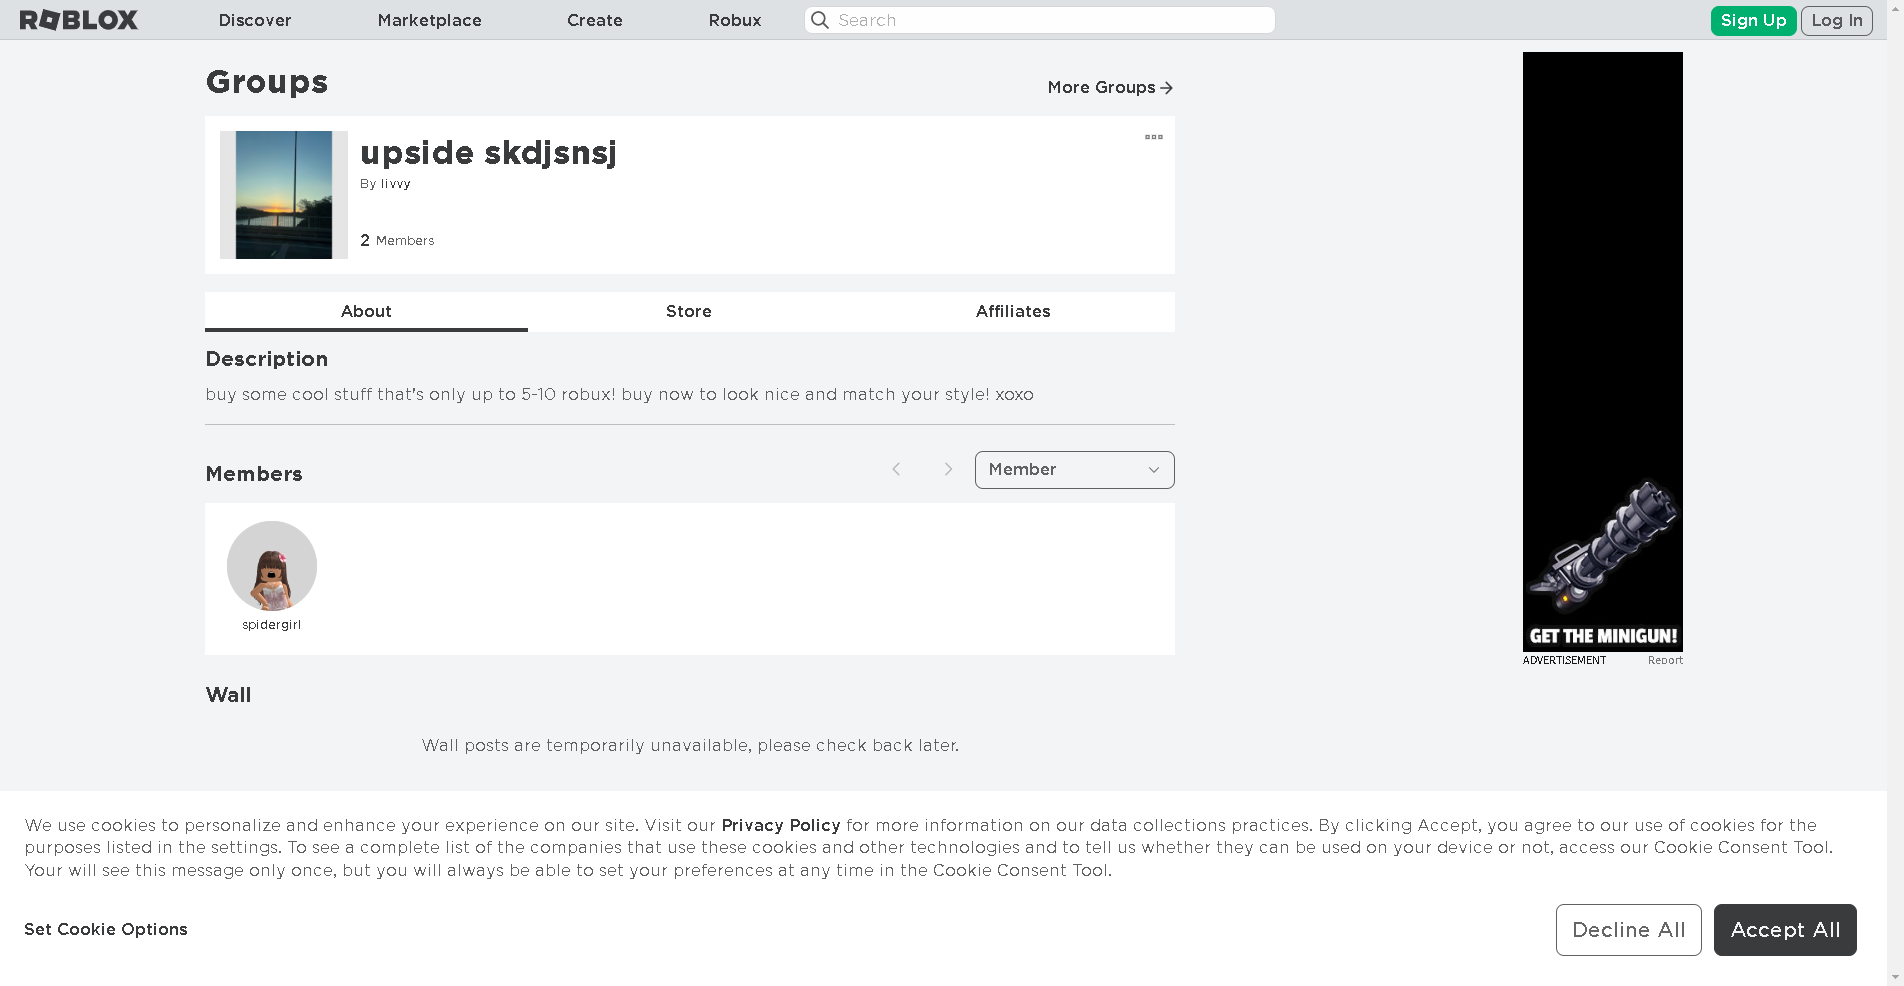 ROBLOX
Discover
Marketplace
Create
Robux
Search
Sign Up
Log In
Groups
More Groups
upside skdjsnsj
By livvy
2 Members
About
Store
Affiliates
Description
buy some cool stuff that's only up to 5-10 robux! buy now to look nice and match your style! xoxo
Members
Member
spidergirl
GET THE MINIGUN!
ADVERTISEMENT
Report
Wall
Wall posts are temporarily unavailable, please check back later.
We use cookies to personalize and enhance your experience on our site. Visit our Privacy Policy for more information on our data collections practices. By clicking Accept, you agree to our use of cookies for the
purposes listed in the settings. To see a complete list of the companies that use these cookies and other technologies and to tell us whether they can be used on your device or not, access our Cookie Consent Tool.
Your will see this message only once, but you will always be able to set your preferences at any time in the Cookie Consent Tool.
Set Cookie Options
Decline All
Accept All